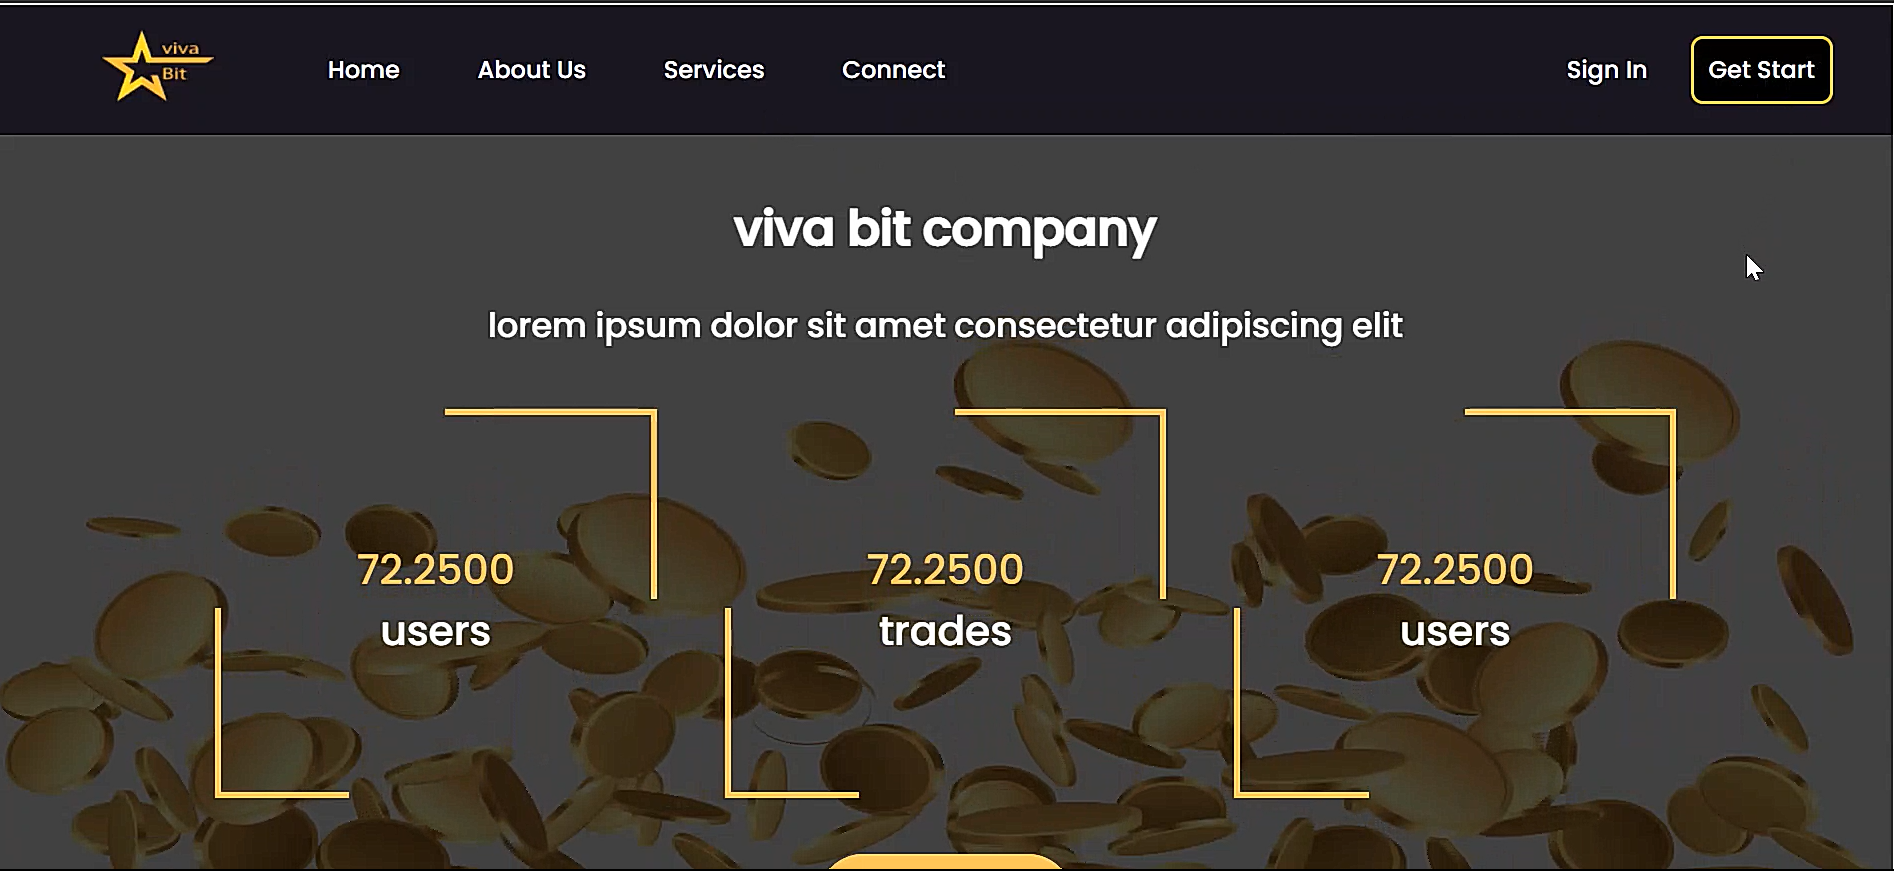 viva
Bit
Home About Us Services Connect Sign In Get Start
viva bit company
lorem ipsum dolor sit amet consectetur adipiscing elit
72.2500 72.2500 72.2500
users trades users